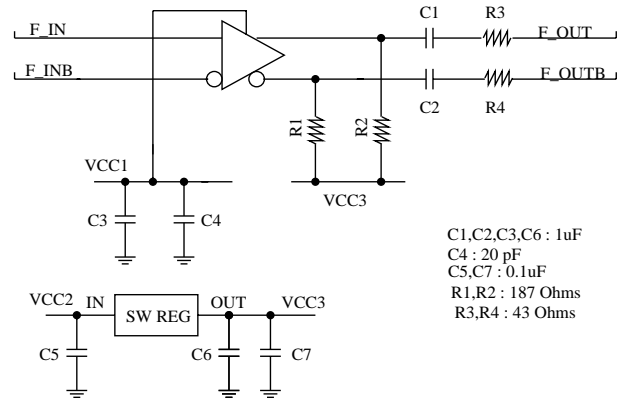 C1 R3
F_IN F_OUT
F_INB F_OUTB
C2 R4
R1 R2
VCC1 VCC3
C3 C4
C1,C2,C3,C6 : 1uF
C4 : 20 pF
C5,C7 : 0.1uF
R1,R2 : 187 Ohms
R3,R4 : 43 Ohms
VCC2 IN SW REG OUT VCC3
C5 C6 C7